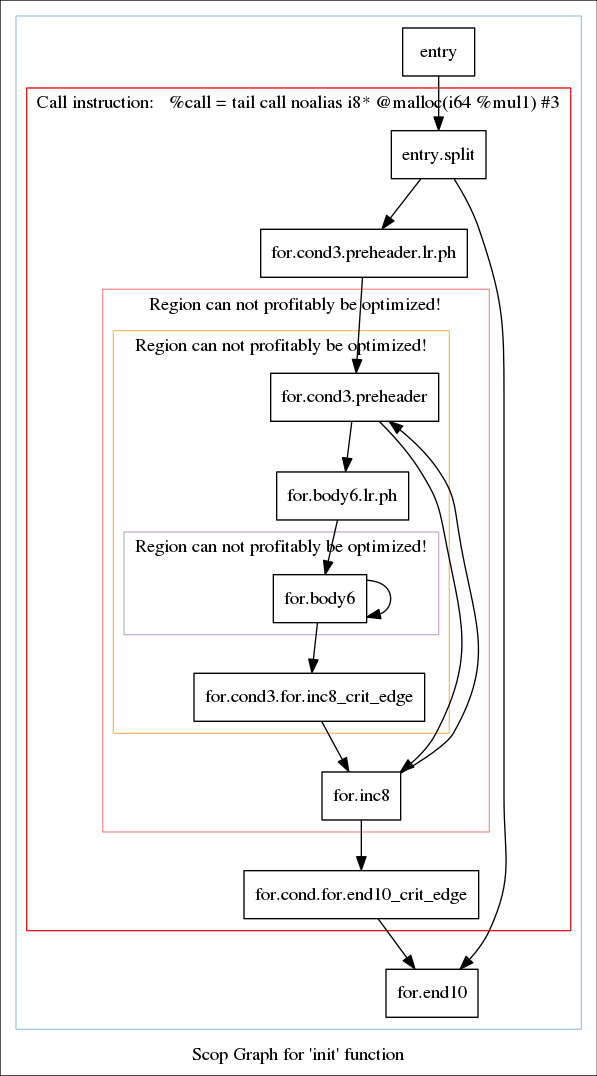 entry
Call instruction: %call = tail call noalias i8* @malloc(i64 %mul1) #3
entry.split
for.cond3.preheader.lr.ph
Region can not profitably be optimized!
Region can not profitably be optimized!
for.cond3.preheader
for.body6.lr.ph
Region can not profitably be optimized!
for.body6
for.cond3.for.inc8_crit_edge
for.inc8
for.cond.for.end10_crit_edge
for.end10
Scop Graph for 'init' function